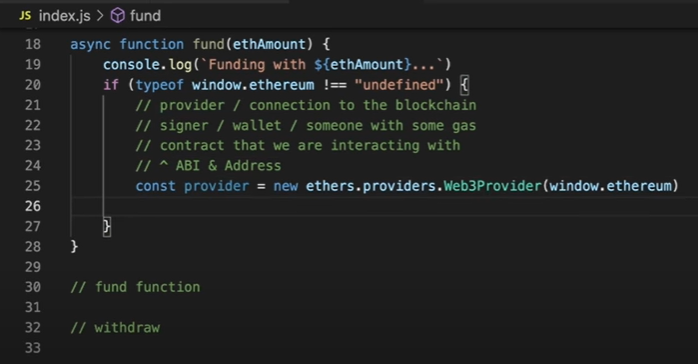 JS index.js > fund
18 async function fund(ethAmount) {
19 console.log(`Funding with ${ethAmount}...`)
20 if (typeof window.ethereum !== "undefined") {
21 // provider / connection to the blockchain
22 // signer / wallet / someone with some gas
23 // contract that we are interacting with
24 // ^ ABI & Address
25 const provider = new ethers.providers.Web3Provider(window.ethereum)
26
27 }
28 }
29
30 // fund function
31
32 // withdraw
33